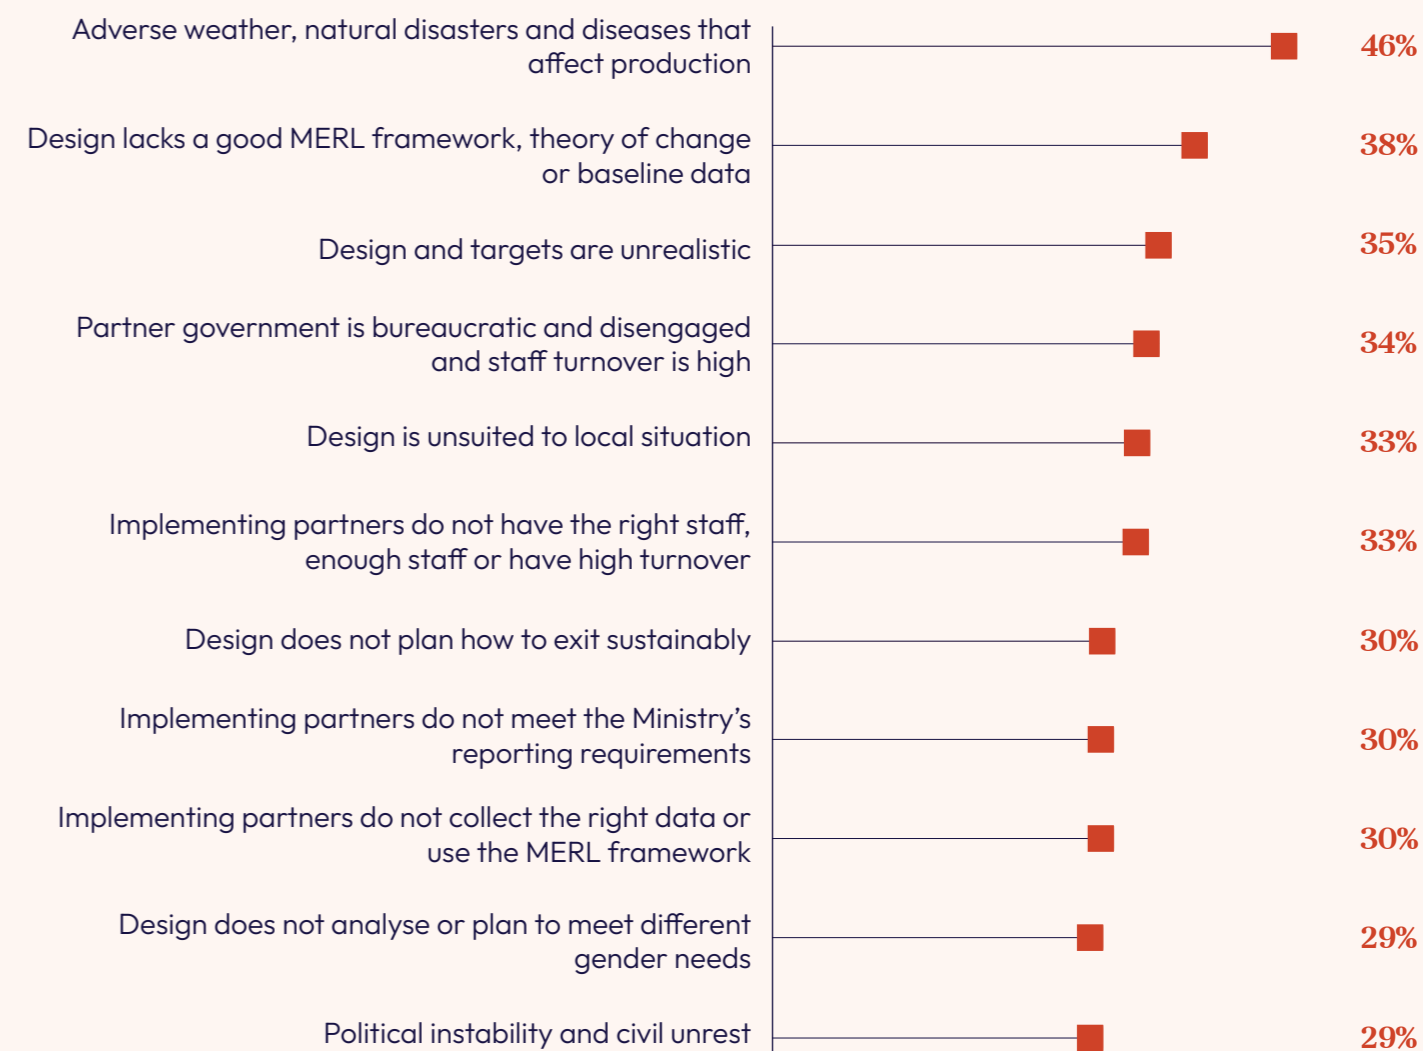 Adverse weather, natural disasters and diseases that
affect production
46%
Design lacks a good MERL framework, theory of change
or baseline data
38%
Design and targets are unrealistic
35%
Partner government is bureaucratic and disengaged
and staff turnover is high
34%
Design is unsuited to local situation
33%
Implementing partners do not have the right staff,
enough staff or have high turnover
33%
Design does not plan how to exit sustainably
30%
Implementing partners do not meet the Ministry’s
reporting requirements
30%
Implementing partners do not collect the right data or
use the MERL framework
30%
Design does not analyse or plan to meet different
gender needs
29%
Political instability and civil unrest
29%